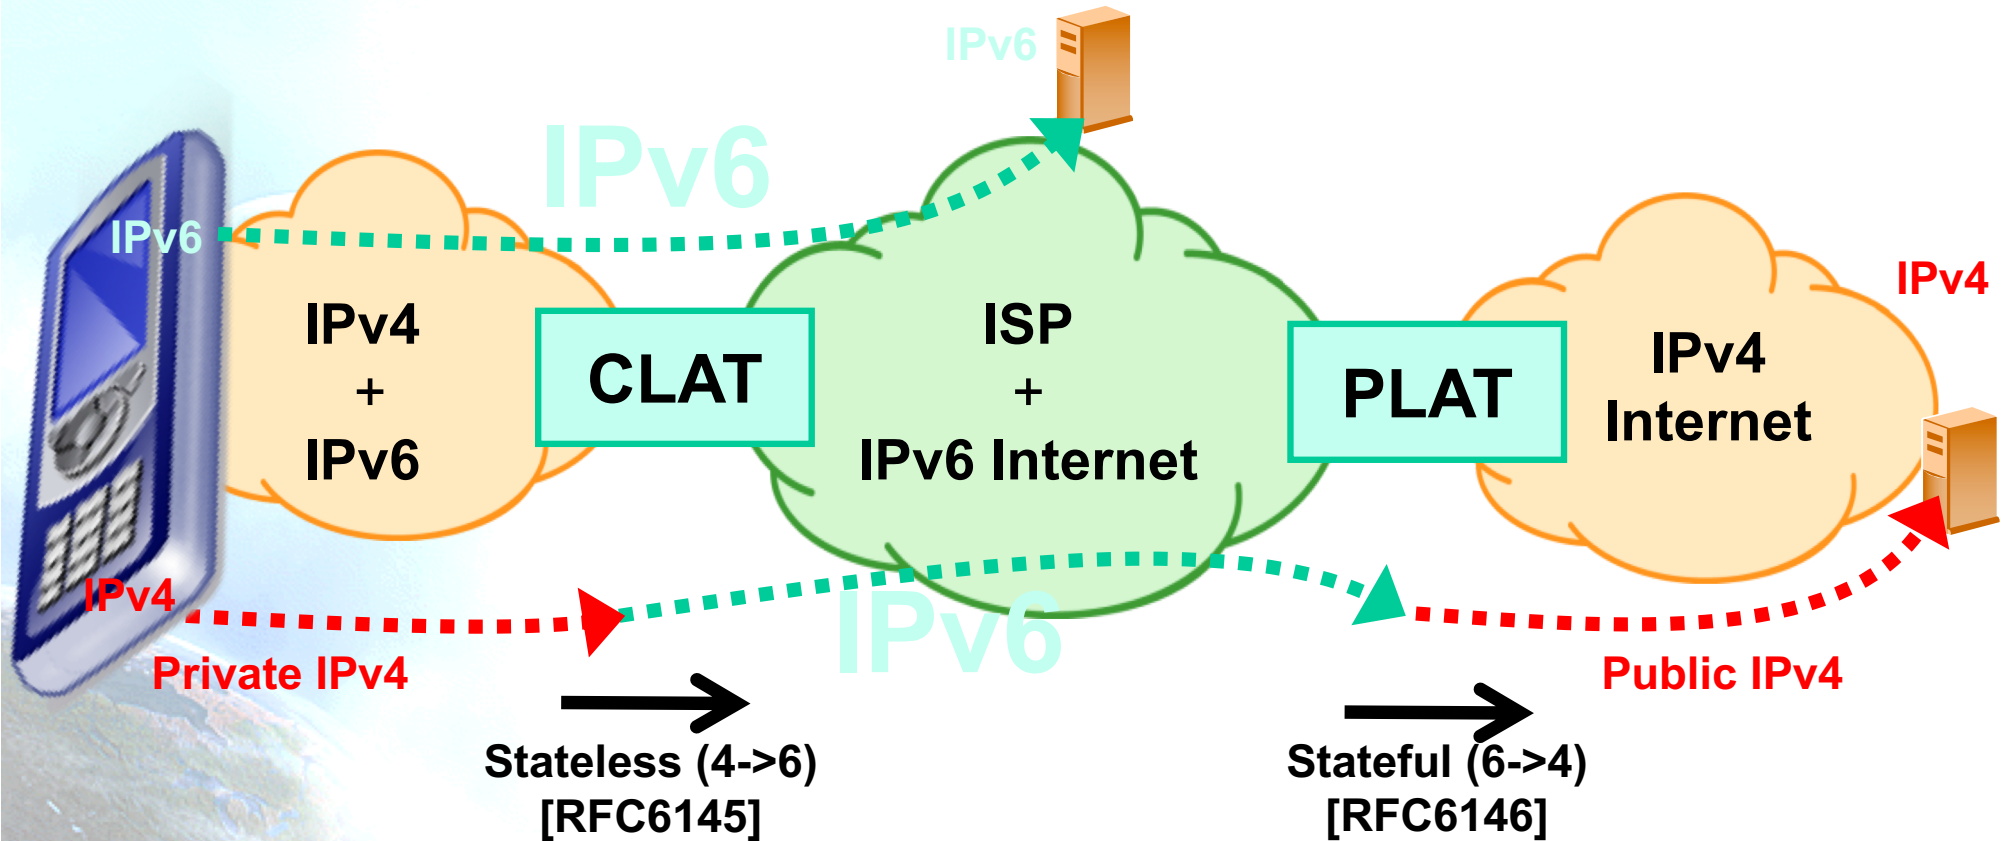 IPv6
IPv6
IPv6
IPv4
+
IPv6
CLAT
ISP
+
IPv6 Internet
PLAT
IPv4
Internet
IPv4
IPv4
Private IPv4
IPv6
Public IPv4
Stateless (4->6)
[RFC6145]
Stateful (6->4)
[RFC6146]